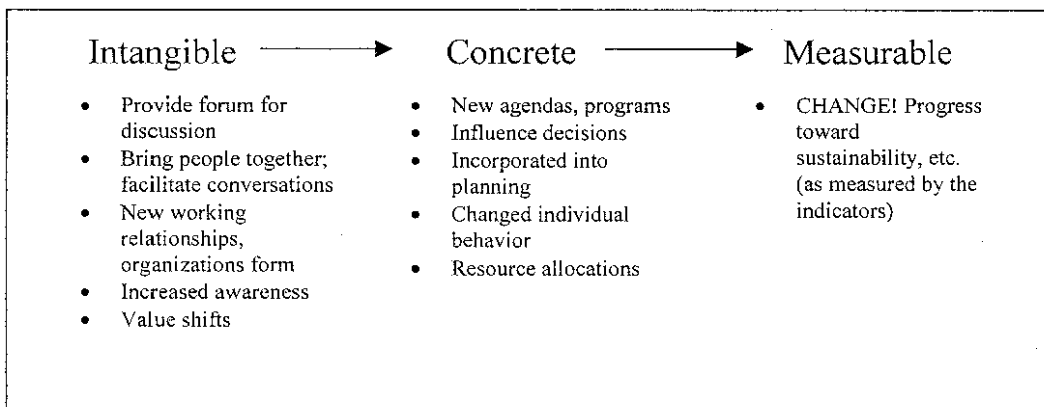 Intangible
• Provide forum for
discussion
• Bring people together;
facilitate conversations
• New working
relationships,
organizations form
• Increased awareness
• Value shifts
Concrete
• New agendas, programs
• Influence decisions
• Incorporated into
planning
• Changed individual
behavior
• Resource allocations
Measurable
• CHANGE! Progress
toward
sustainability, etc.
(as measured by the
indicators)